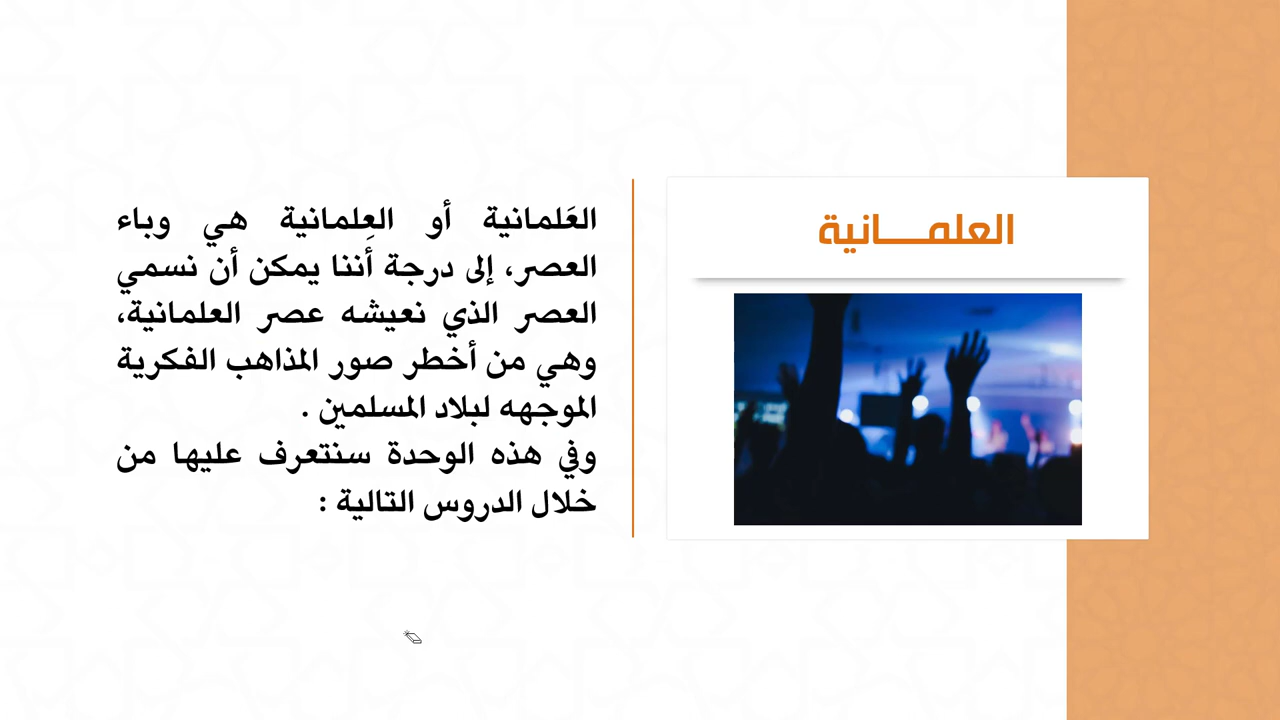 العلمـــانية
العَلمانية أو العِلمانية هي وباء
العصر، إلى درجة أننا يمكن أن نسمي
العصر الذي نعيشه عصر العلمانية،
وهي من أخطر صور المذاهب الفكرية
الموجهه لبلاد المسلمين .
وفي هذه الوحدة سنتعرف عليها من
خلال الدروس التالية :